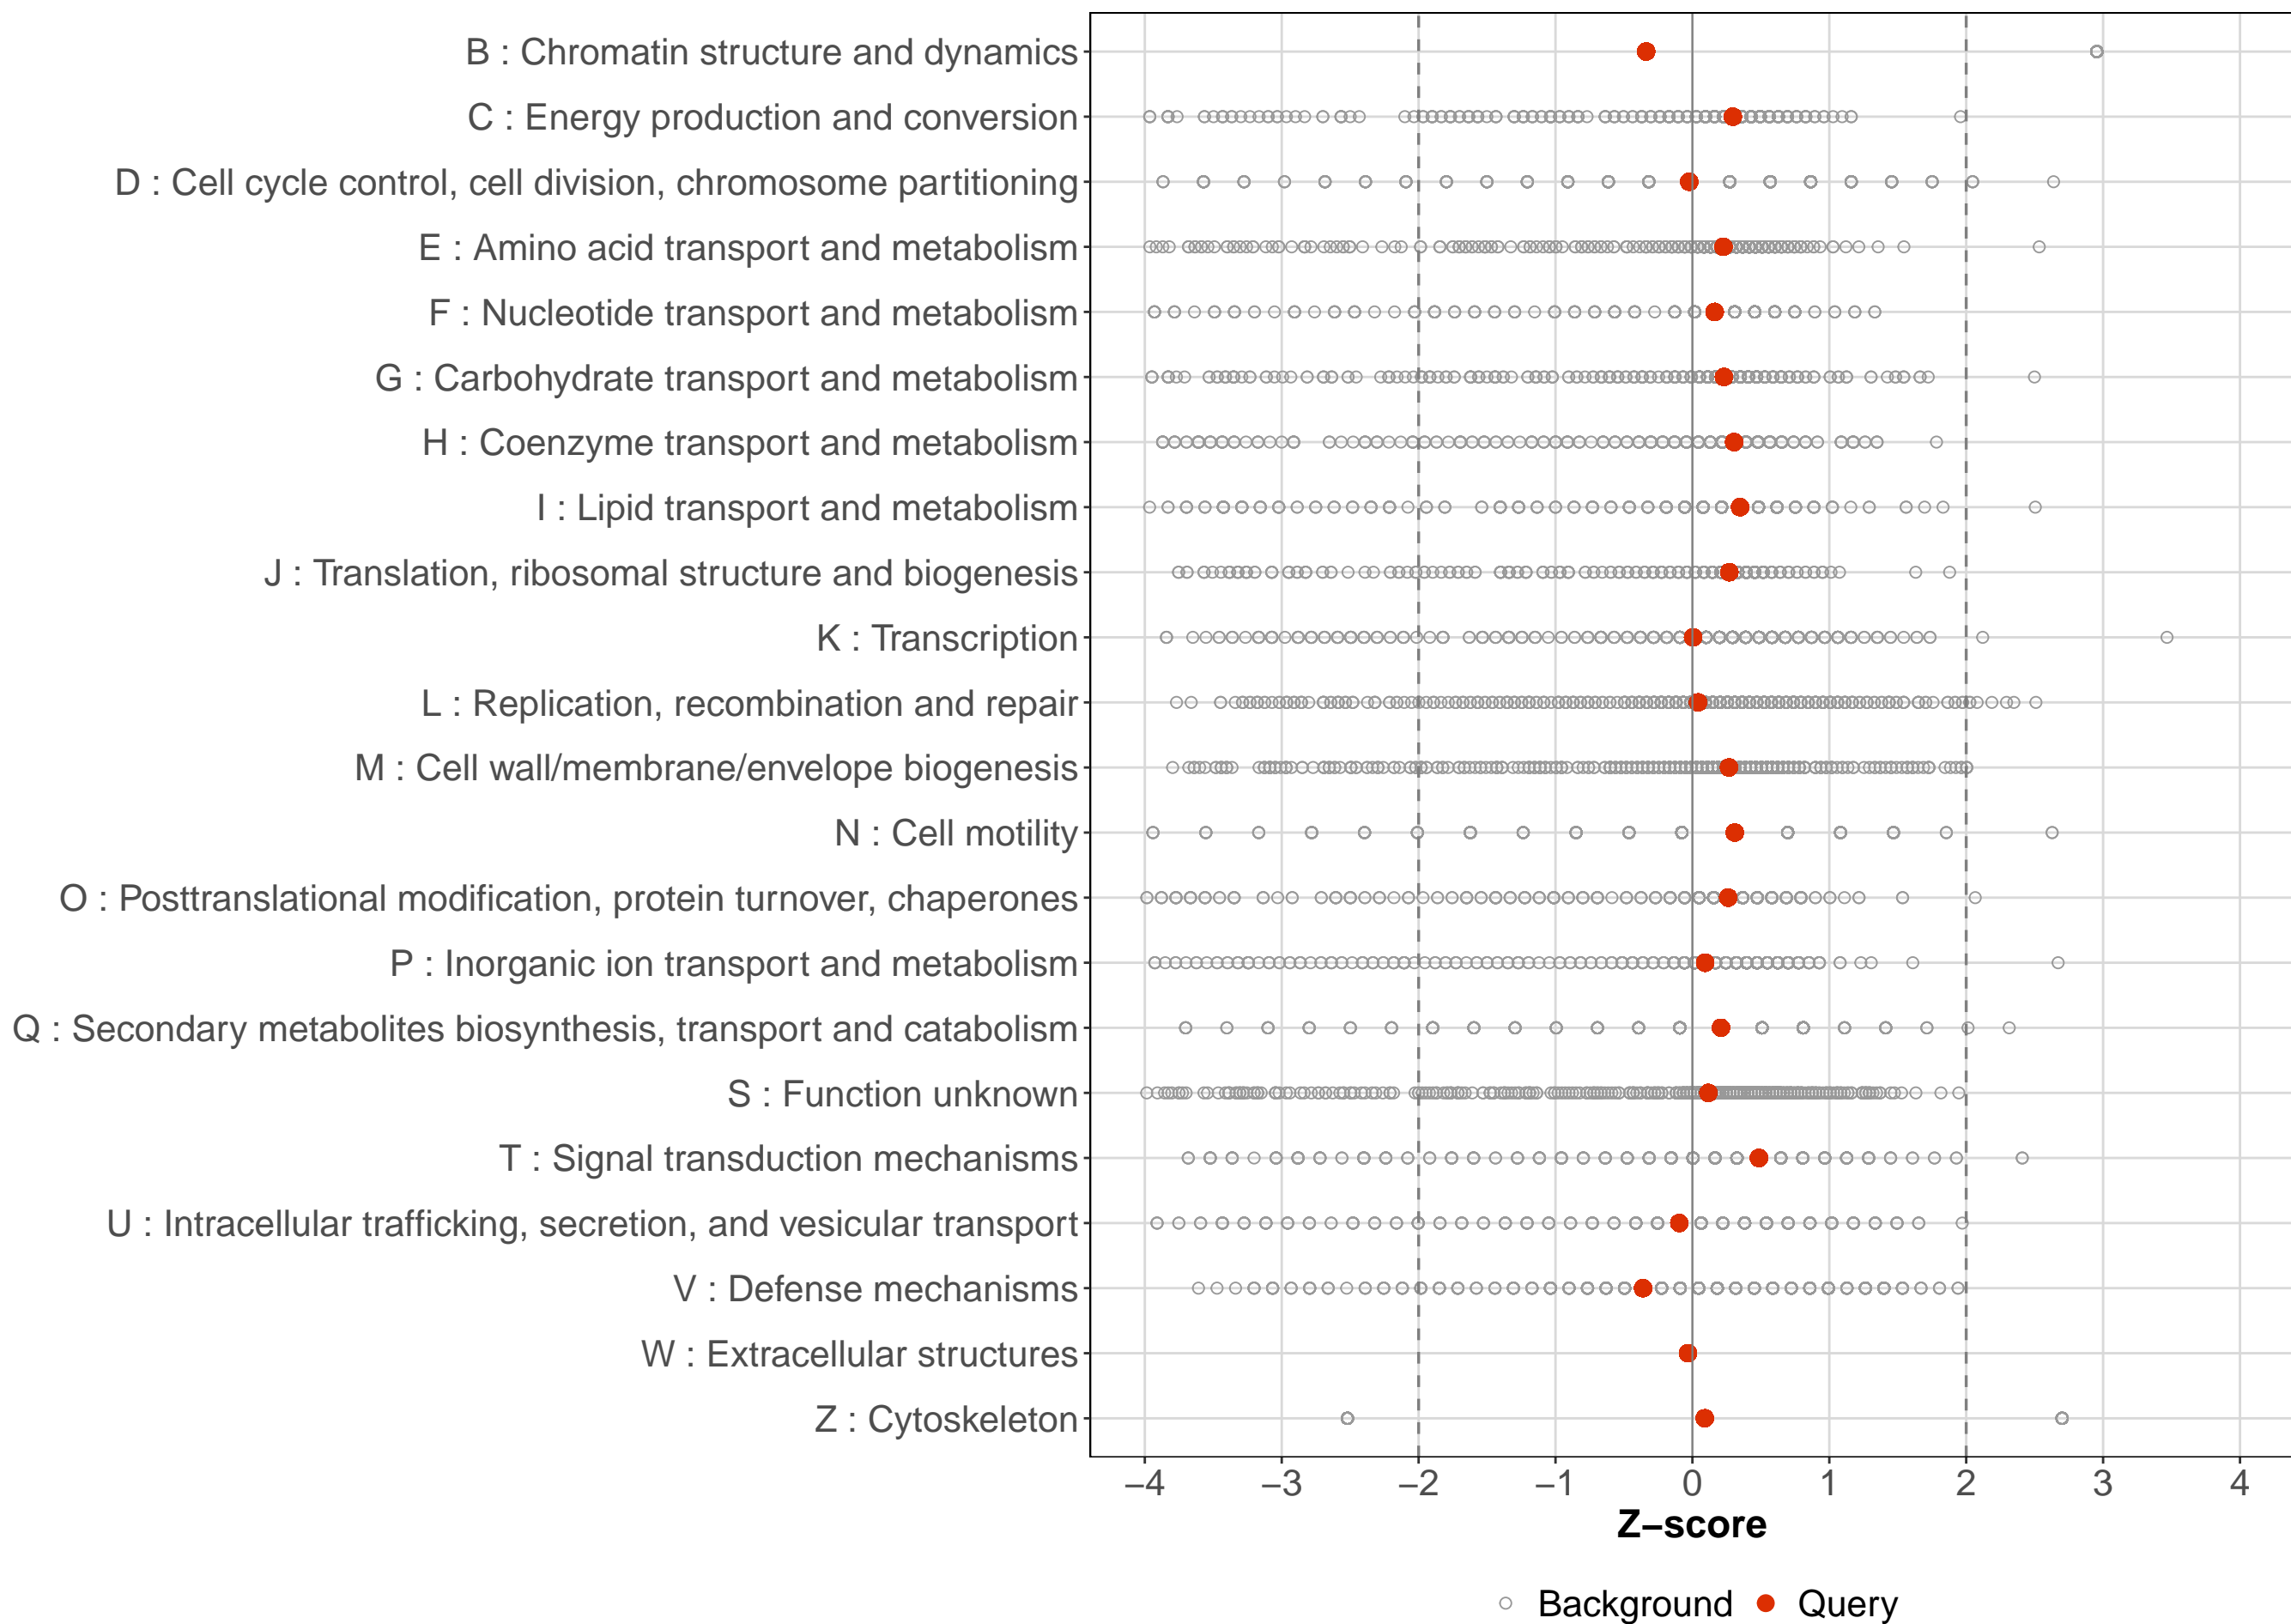 B : Chromatin structure and dynamics
C : Energy production and conversion
D : Cell cycle control, cell division, chromosome partitioning
E : Amino acid transport and metabolism
F : Nucleotide transport and metabolism
G : Carbohydrate transport and metabolism
H : Coenzyme transport and metabolism
I : Lipid transport and metabolism
J : Translation, ribosomal structure and biogenesis
K : Transcription
L : Replication, recombination and repair
M : Cell wall/membrane/envelope biogenesis
N : Cell motility
O : Posttranslational modification, protein turnover, chaperones
P : Inorganic ion transport and metabolism
Q : Secondary metabolites biosynthesis, transport and catabolism
S : Function unknown
T : Signal transduction mechanisms
U : Intracellular trafficking, secretion, and vesicular transport
V : Defense mechanisms
W : Extracellular structures
Z : Cytoskeleton
−4 −3 −2 −1 0 1 2 3 4
Z−score
Background Query